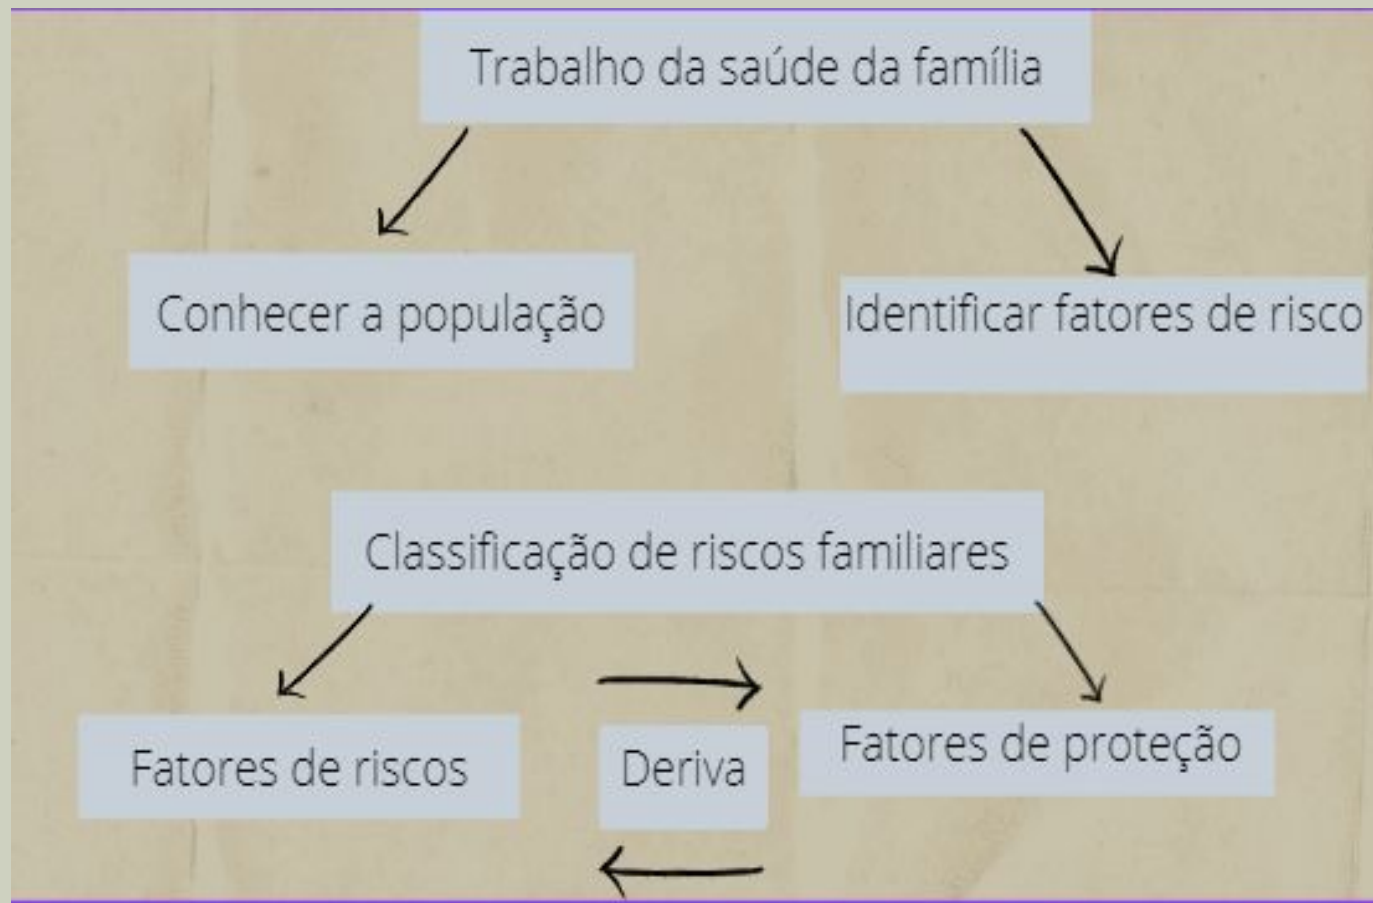 Trabalho da saúde da família
Conhecer a população
Identificar fatores de risco
Classificação de riscos familiares
Fatores de riscos
Deriva
Fatores de proteção